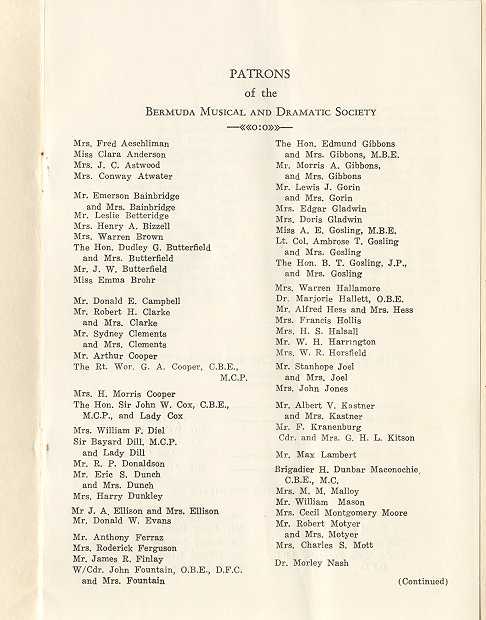 PATRONS
of the
BERMUDA MUSICAL AND DRAMATIC SOCIETY
—««o:o»»—
Mrs. Fred Aeschliman
Miss Clara Anderson
Mrs. J. C. Astwood
Mrs. Conway Atwater
Mr. Emerson Bainbridge
and Mrs. Bainbridge
Mr. Leslie Betteridge
Mrs. Henry A. Bizzell
Mrs. Warren Brown
The Hon. Dudley G. Butterfield
and Mrs. Butterfield
Mr. J. W. Butterfield
Miss Emma Brohr
Mr. Donald E. Campbell
Mr. Robert H. Clarke
and Mrs. Clarke
Mr. Sydney Clements
and Mrs. Clements
Mr. Arthur Cooper
The Rt. Wor. G. A. Cooper, C.B.E.,
M.C.P.
Mrs. H. Morris Cooper
The Hon. Sir John W. Cox, C.B.E.,
M.C.P., and Lady Cox
Mrs. William F. Diel
Sir Bayard Dill, M.C.P.
and Lady Dill
Mr. R. P. Donaldson
Mr. Eric S. Dunch
and Mrs. Dunch
Mrs, Harry Dunkley
Mr J. A. Ellison and Mrs. Ellison
Mr. Donald W. Evans
Mr. Anthony Ferraz
Mrs. Roderick Ferguson
Mr. James R. Finlay
W/Cdr. John Fountain, O.B.E., D.F.C.
and Mrs. Fountain
The Hon. Edmund Gibbons
and Mrs. Gibbons, M.B.E.
Mr. Morris A. Gibbons,
and Mrs. Gibbons
Mr. Lewis J. Gorin
and Mrs. Gorin
Mrs. Edgar Gladwin
Mrs. Doris Gladwin
Miss A. E. Gosling, M.B.E.
Lt. Col. Ambrose T. Gosling
and Mrs. Gosling
The Hon. B. T. Gosling, J.P.,
and Mrs. Gosling
Mrs. Warren Hallamore
Dr. Marjorie Hallett, O.B.E.
Mr. Alfred Hess and Mrs. Hess
Mrs. Francis Hollis
Mrs. H. S. Halsall
Mr. W. H. Harrington
Mrs. W. R. Horsfield
Mr. Stanhope Joel
and Mrs. Joel
Mrs. John Jones
Mr. Albert V. Kastner
and Mrs. Kastner
Mr. F. Kranenburg
Cdr. and Mrs. G. H. L. Kitson
Mr. Max Lambert
Brigadier H. Dunbar Maconochie,
C.B.E., M.C.
Mrs. M. M. Malloy
Mr. William Mason
Mrs. Cecil Montgomery Moore
Mr. Robert Motyer
and Mrs. Motyer
Mrs. Charles S. Mott
Dr. Morley Nash
(Continued)